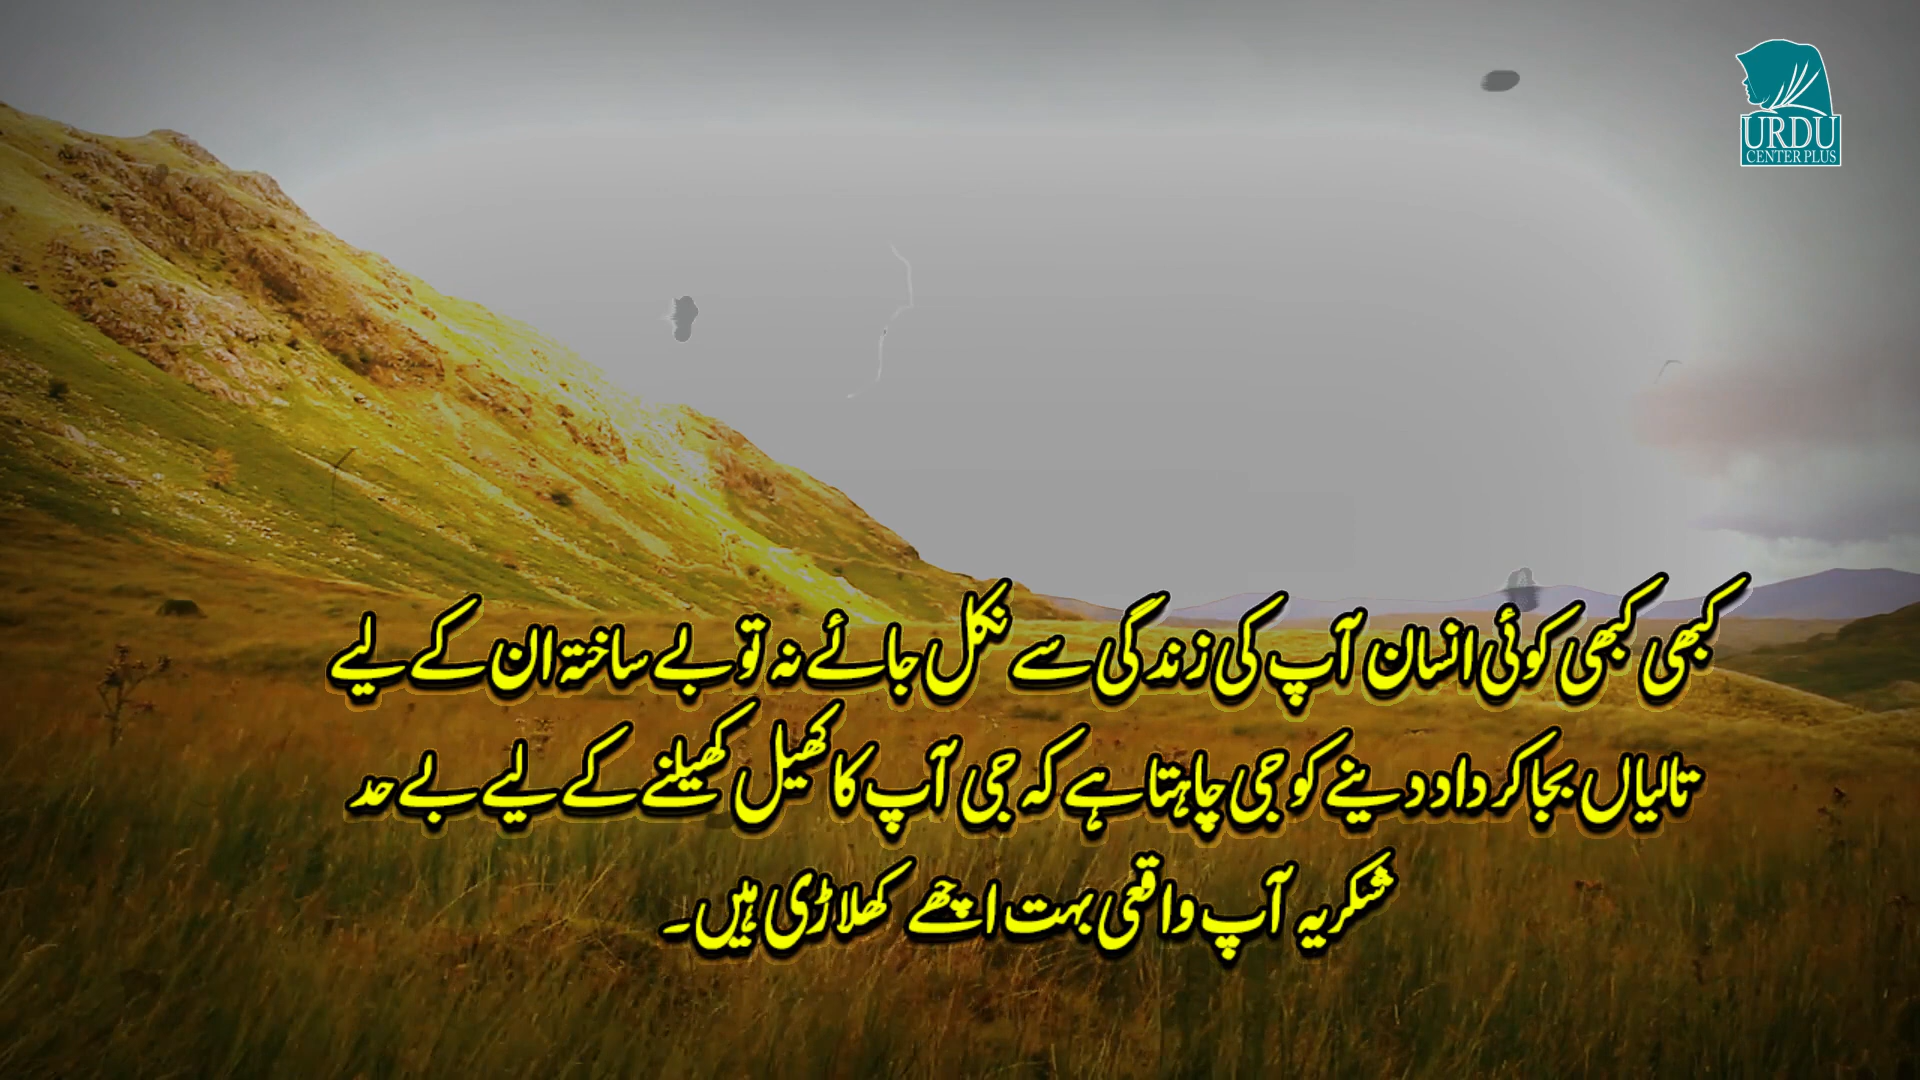 URDU
CENTER PLUS
کبھی کبھی کوئی انسان آپ کی زندگی سے نکل جائے نہ تو بے ساختہ ان کے لیے
تالیاں بجا کر داد دینے کو جی چاہتا ہے کہ جی آپ کا کھیل کھیلنے کے لیے بے حد
شکریہ آپ واقعی بہت اچھے کھلاڑی ہیں۔